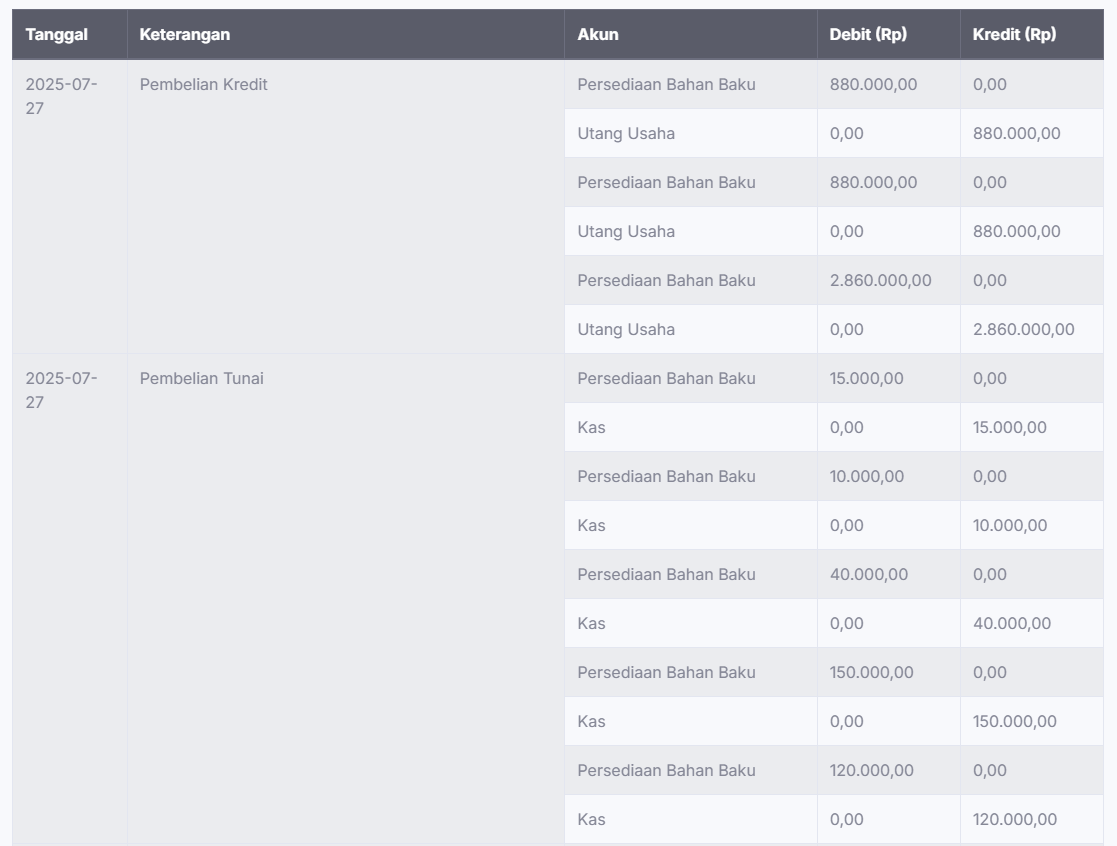 Tanggal Keterangan Akun Debit (Rp) Kredit (Rp)
2025-07- Pembelian Kredit Persediaan Bahan Baku 880.000,00 0,00
27
Utang Usaha 0,00 880.000,00
Persediaan Bahan Baku 880.000,00 0,00
Utang Usaha 0,00 880.000,00
Persediaan Bahan Baku 2.860.000,00 0,00
Utang Usaha 0,00 2.860.000,00
2025-07- Pembelian Tunai Persediaan Bahan Baku 15.000,00 0,00
27
Kas 0,00 15.000,00
Persediaan Bahan Baku 10.000,00 0,00
Kas 0,00 10.000,00
Persediaan Bahan Baku 40.000,00 0,00
Kas 0,00 40.000,00
Persediaan Bahan Baku 150.000,00 0,00
Kas 0,00 150.000,00
Persediaan Bahan Baku 120.000,00 0,00
Kas 0,00 120.000,00